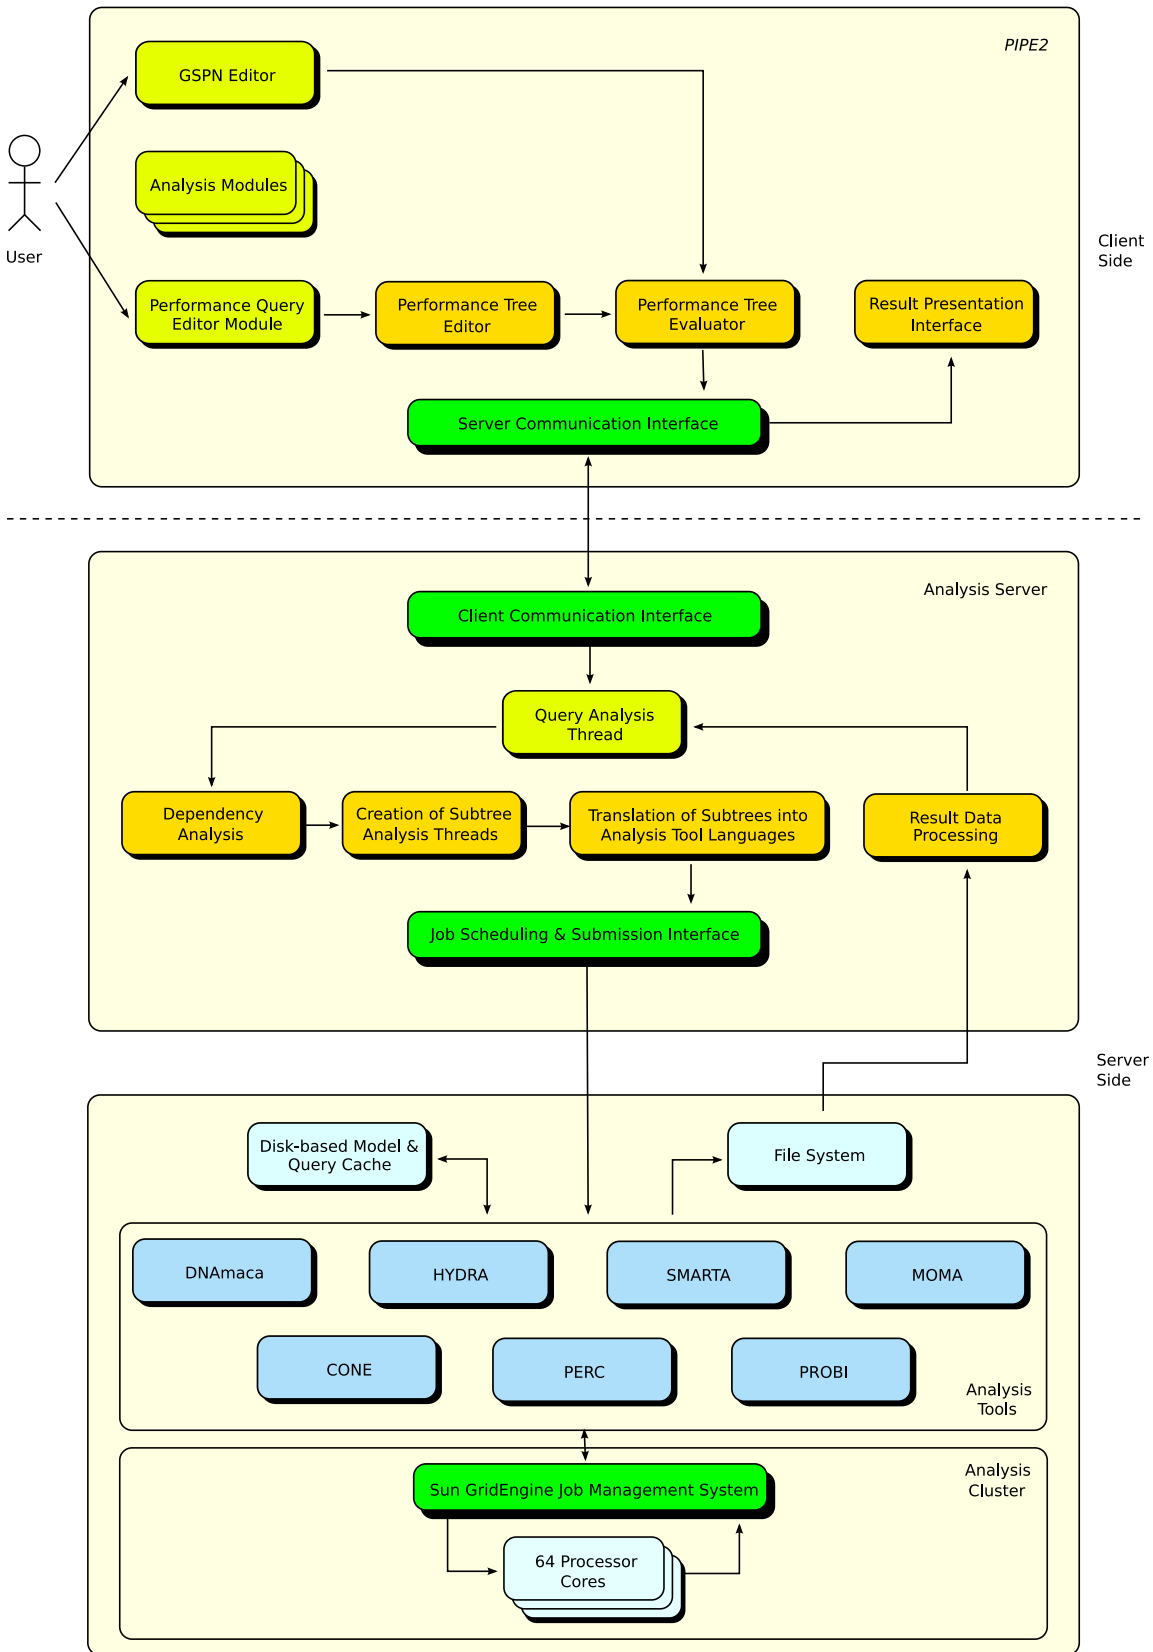 PIPE2
GSPN Editor
Analysis Modules
User
Client
Side
Performance Query
Editor Module
Performance Tree
Editor
Performance Tree
Evaluator
Result Presentation
Interface
Server Communication Interface
Analysis Server
Client Communication Interface
Query Analysis
Thread
Dependency
Analysis
Creation of Subtree
Analysis Threads
Translation of Subtrees into
Analysis Tool Languages
Result Data
Processing
Job Scheduling & Submission Interface
Server
Side
Disk-based Model &
Query Cache
File System
DNAmaca
HYDRA
SMARTA
MOMA
CONE
PERC
PROBI
Analysis
Tools
Analysis
Cluster
Sun GridEngine Job Management System
64 Processor
Cores